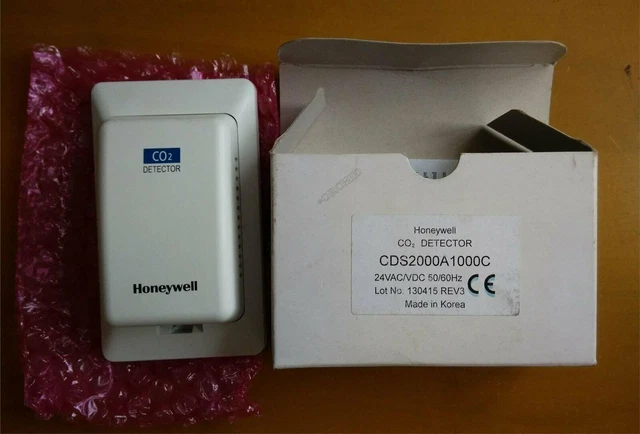 CO2
DETECTOR
Honeywell
Honeywell
CO₂ DETECTOR
CDS2000A1000C
24VAC/VDC 50/60Hz
Lot No. 130415 REV3
CE
Made in Korea